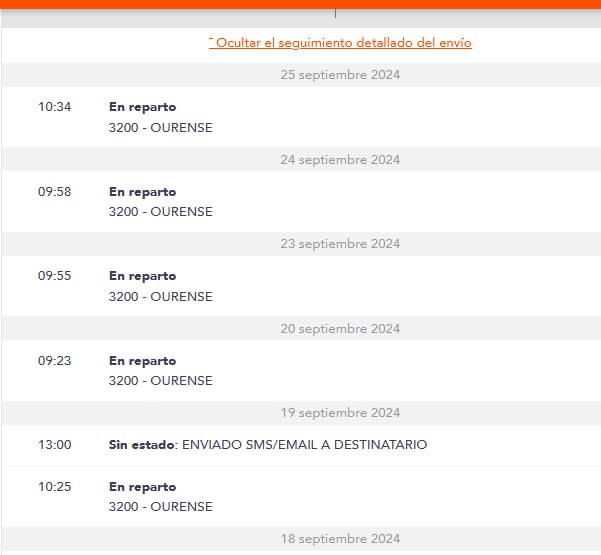 ˆ Ocultar el seguimiento detallado del envío
25 septiembre 2024
10:34 En reparto
3200 - OURENSE
24 septiembre 2024
09:58 En reparto
3200 - OURENSE
23 septiembre 2024
09:55 En reparto
3200 - OURENSE
20 septiembre 2024
09:23 En reparto
3200 - OURENSE
19 septiembre 2024
13:00 Sin estado: ENVIADO SMS/EMAIL A DESTINATARIO
10:25 En reparto
3200 - OURENSE
18 septiembre 2024